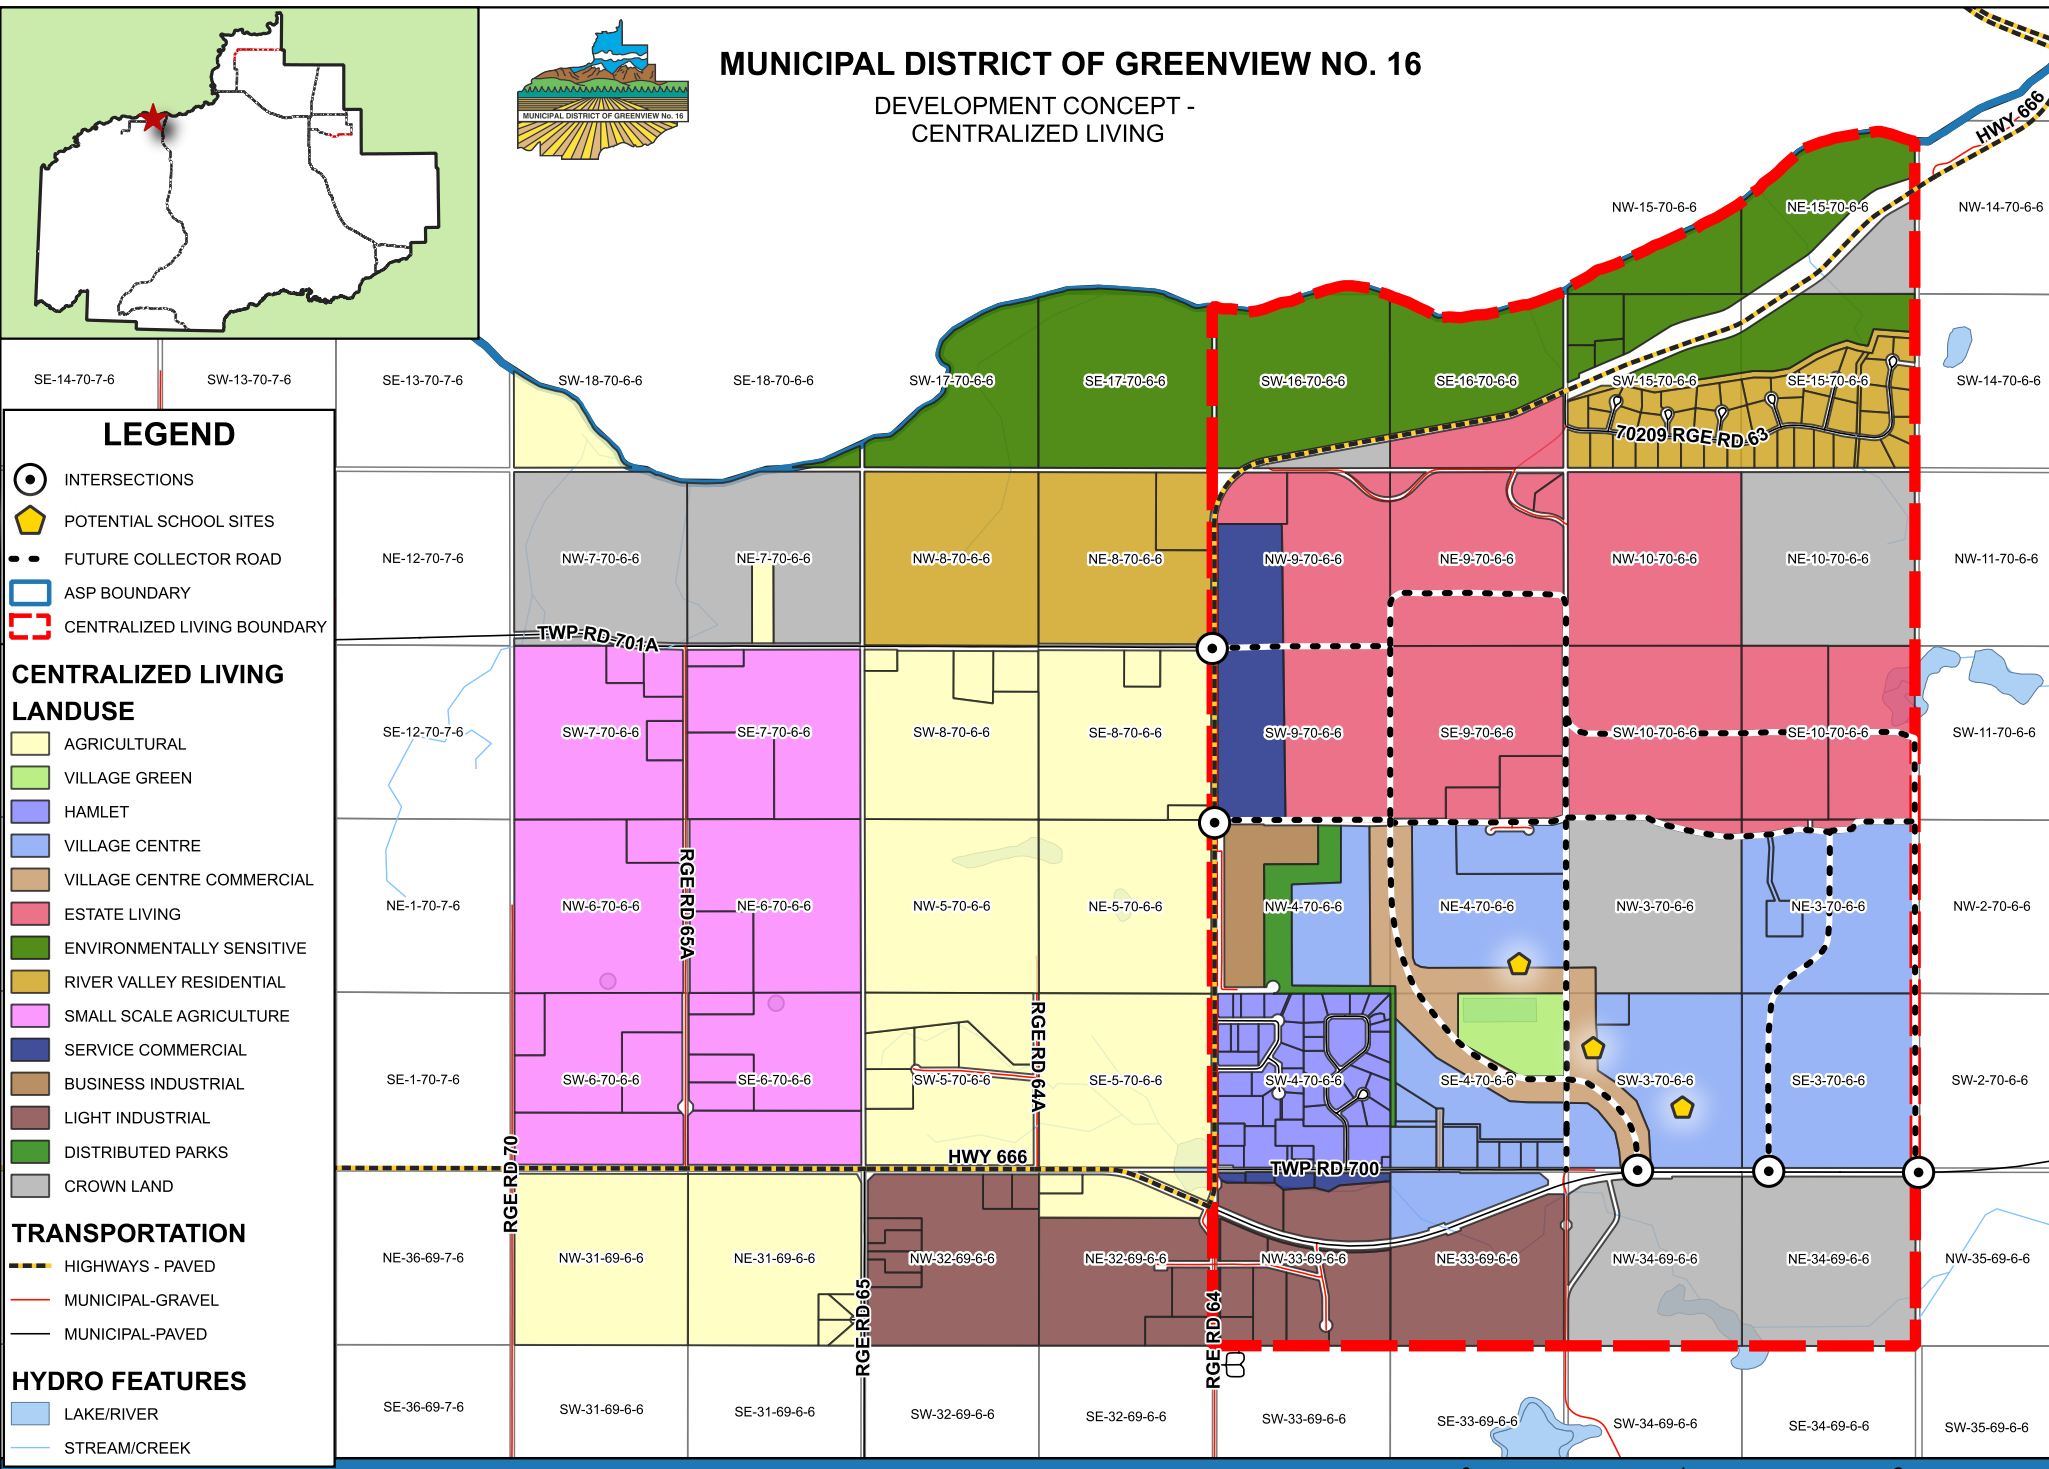 MUNICIPAL DISTRICT OF GREENVIEW No. 16
MUNICIPAL DISTRICT OF GREENVIEW NO. 16
DEVELOPMENT CONCEPT -
CENTRALIZED LIVING
HWY 666
NW-15-70-6-6
NE-15-70-6-6
NW-14-70-6-6
SE-14-70-7-6
SW-13-70-7-6
SE-13-70-7-6
SW-18-70-6-6
SE-18-70-6-6
SW-17-70-6-6
SE-17-70-6-6
SW-16-70-6-6
SE-16-70-6-6
SW-15-70-6-6
SE-15-70-6-6
SW-14-70-6-6
70209 RGE RD 63
LEGEND
INTERSECTIONS
POTENTIAL SCHOOL SITES
FUTURE COLLECTOR ROAD
ASP BOUNDARY
CENTRALIZED LIVING BOUNDARY
CENTRALIZED LIVING
LANDUSE
AGRICULTURAL
VILLAGE GREEN
HAMLET
VILLAGE CENTRE
VILLAGE CENTRE COMMERCIAL
ESTATE LIVING
ENVIRONMENTALLY SENSITIVE
RIVER VALLEY RESIDENTIAL
SMALL SCALE AGRICULTURE
SERVICE COMMERCIAL
BUSINESS INDUSTRIAL
LIGHT INDUSTRIAL
DISTRIBUTED PARKS
CROWN LAND
TRANSPORTATION
HIGHWAYS - PAVED
MUNICIPAL-GRAVEL
MUNICIPAL-PAVED
HYDRO FEATURES
LAKE/RIVER
STREAM/CREEK
NE-12-70-7-6
NW-7-70-6-6
NE-7-70-6-6
NW-8-70-6-6
NE-8-70-6-6
NW-9-70-6-6
NE-9-70-6-6
NW-10-70-6-6
NE-10-70-6-6
NW-11-70-6-6
TWP RD 701A
SE-12-70-7-6
SW-7-70-6-6
SE-7-70-6-6
SW-8-70-6-6
SE-8-70-6-6
SW-9-70-6-6
SE-9-70-6-6
SW-10-70-6-6
SE-10-70-6-6
SW-11-70-6-6
RGE RD 65A
NE-1-70-7-6
NW-6-70-6-6
NE-6-70-6-6
NW-5-70-6-6
NE-5-70-6-6
NW-4-70-6-6
NE-4-70-6-6
NW-3-70-6-6
NE-3-70-6-6
NW-2-70-6-6
RGE RD 64A
SE-1-70-7-6
SW-6-70-6-6
SE-6-70-6-6
SW-5-70-6-6
SE-5-70-6-6
SW-4-70-6-6
SE-4-70-6-6
SW-3-70-6-6
SE-3-70-6-6
SW-2-70-6-6
RGE RD 70
HWY 666
TWP RD 700
NE-36-69-7-6
NW-31-69-6-6
NE-31-69-6-6
NW-32-69-6-6
NE-32-69-6-6
NW-33-69-6-6
NE-33-69-6-6
NW-34-69-6-6
NE-34-69-6-6
NW-35-69-6-6
RGE RD 65
RGE RD 64
SE-36-69-7-6
SW-31-69-6-6
SE-31-69-6-6
SW-32-69-6-6
SE-32-69-6-6
SW-33-69-6-6
SE-33-69-6-6
SW-34-69-6-6
SE-34-69-6-6
SW-35-69-6-6